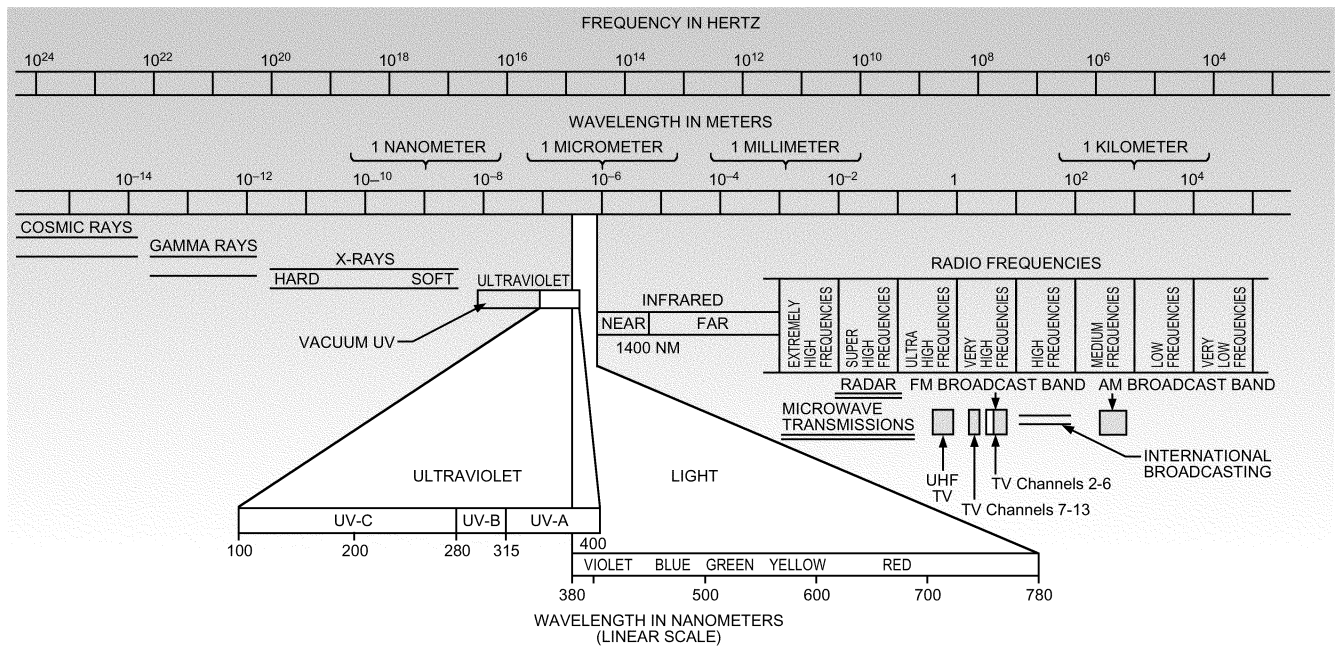 FREQUENCY IN HERTZ
10²⁴ 10²² 10²⁰ 10¹⁸ 10¹⁶ 10¹⁴ 10¹² 10¹⁰ 10⁸ 10⁶ 10⁴
WAVELENGTH IN METERS
1 NANOMETER 1 MICROMETER 1 MILLIMETER 1 KILOMETER
10⁻¹⁴ 10⁻¹² 10⁻¹⁰ 10⁻⁸ 10⁻⁶ 10⁻⁴ 10⁻² 1 10² 10⁴
COSMIC RAYS
GAMMA RAYS
X-RAYS
HARD SOFT
ULTRAVIOLET
VACUUM UV
INFRARED
NEAR FAR
1400 NM
RADIO FREQUENCIES
EXTREMELY
HIGH
FREQUENCIES
SUPER
HIGH
FREQUENCIES
ULTRA
HIGH
FREQUENCIES
VERY
HIGH
FREQUENCIES
HIGH
FREQUENCIES
MEDIUM
FREQUENCIES
LOW
FREQUENCIES
VERY
LOW
FREQUENCIES
RADAR FM BROADCAST BAND AM BROADCAST BAND
MICROWAVE
TRANSMISSIONS
INTERNATIONAL
BROADCASTING
UHF
TV
TV Channels 2-6
TV Channels 7-13
ULTRAVIOLET LIGHT
UV-C UV-B UV-A
100 200 280 315 400
VIOLET BLUE GREEN YELLOW RED
380 500 600 700 780
WAVELENGTH IN NANOMETERS
(LINEAR SCALE)